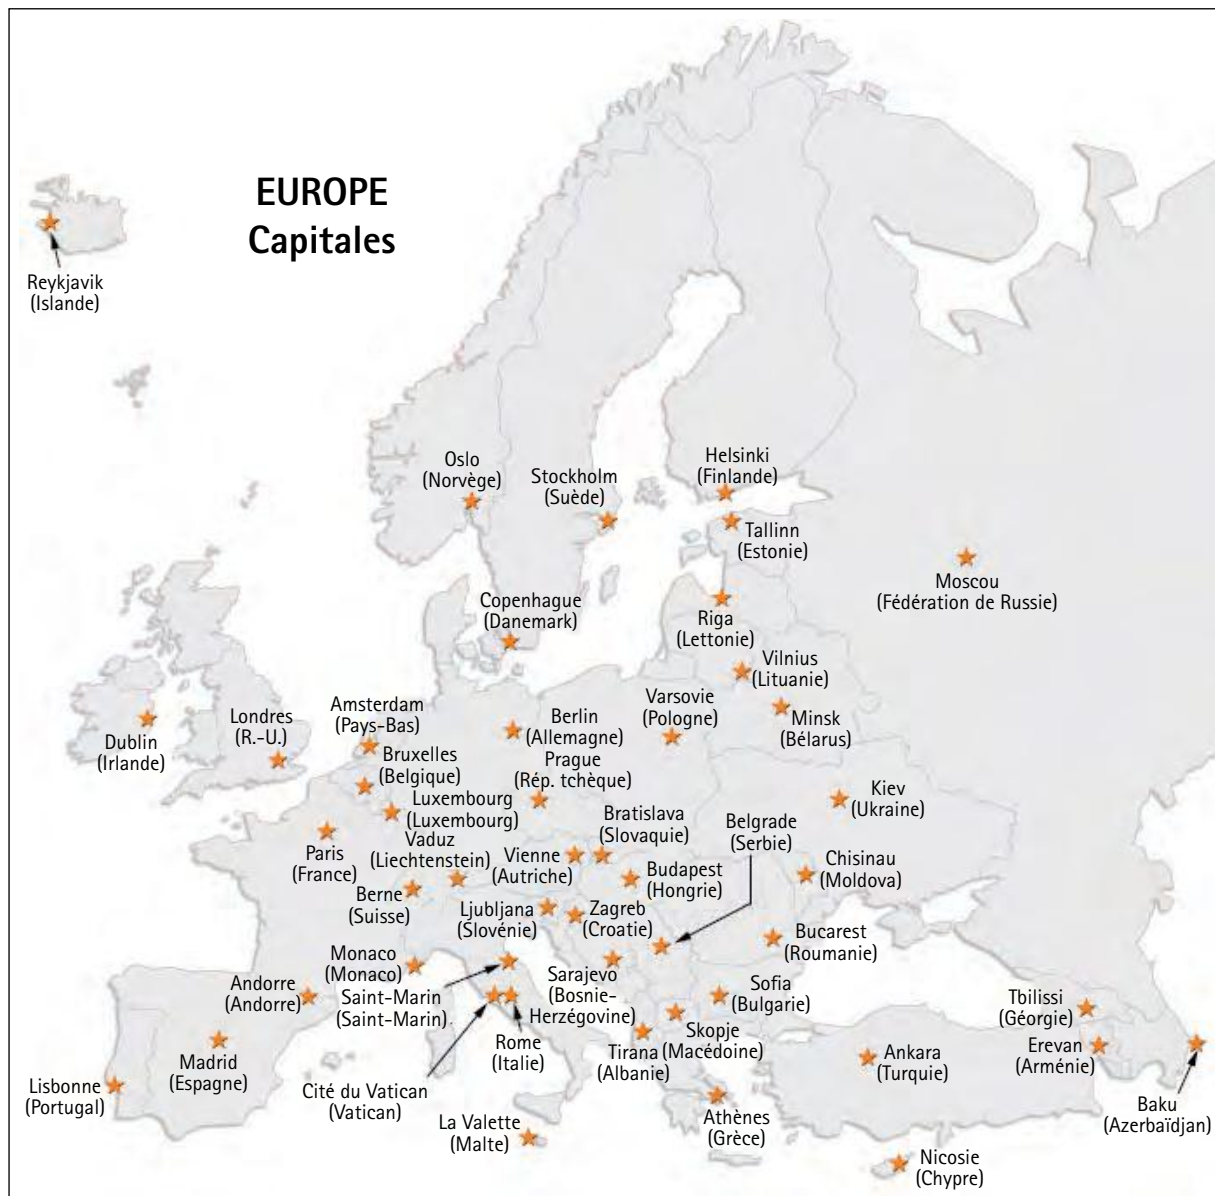 EUROPE
Capitales
Reykjavik
(Islande)
Oslo
(Norvège)
Stockholm
(Suède)
Helsinki
(Finlande)
Tallinn
(Estonie)
Moscou
(Fédération de Russie)
Copenhague
(Danemark)
Riga
(Lettonie)
Vilnius
(Lituanie)
Minsk
(Bélarus)
Varsovie
(Pologne)
Dublin
(Irlande)
Londres
(R.-U.)
Amsterdam
(Pays-Bas)
Bruxelles
(Belgique)
Berlin
(Allemagne)
Prague
(Rép. tchèque)
Luxembourg
(Luxembourg)
Kiev
(Ukraine)
Paris
(France)
Vaduz
(Liechtenstein)
Vienne
(Autriche)
Bratislava
(Slovaquie)
Belgrade
(Serbie)
Budapest
(Hongrie)
Chisinau
(Moldova)
Berne
(Suisse)
Ljubljana
(Slovénie)
Zagreb
(Croatie)
Bucarest
(Roumanie)
Monaco
(Monaco)
Andorre
(Andorre)
Saint-Marin
(Saint-Marin)
Sarajevo
(Bosnie-
Herzégovine)
Sofia
(Bulgarie)
Skopje
(Macédoine)
Tbilissi
(Géorgie)
Madrid
(Espagne)
Rome
(Italie)
Tirana
(Albanie)
Ankara
(Turquie)
Erevan
(Arménie)
Lisbonne
(Portugal)
Cité du Vatican
(Vatican)
La Valette
(Malte)
Athènes
(Grèce)
Baku
(Azerbaïdjan)
Nicosie
(Chypre)